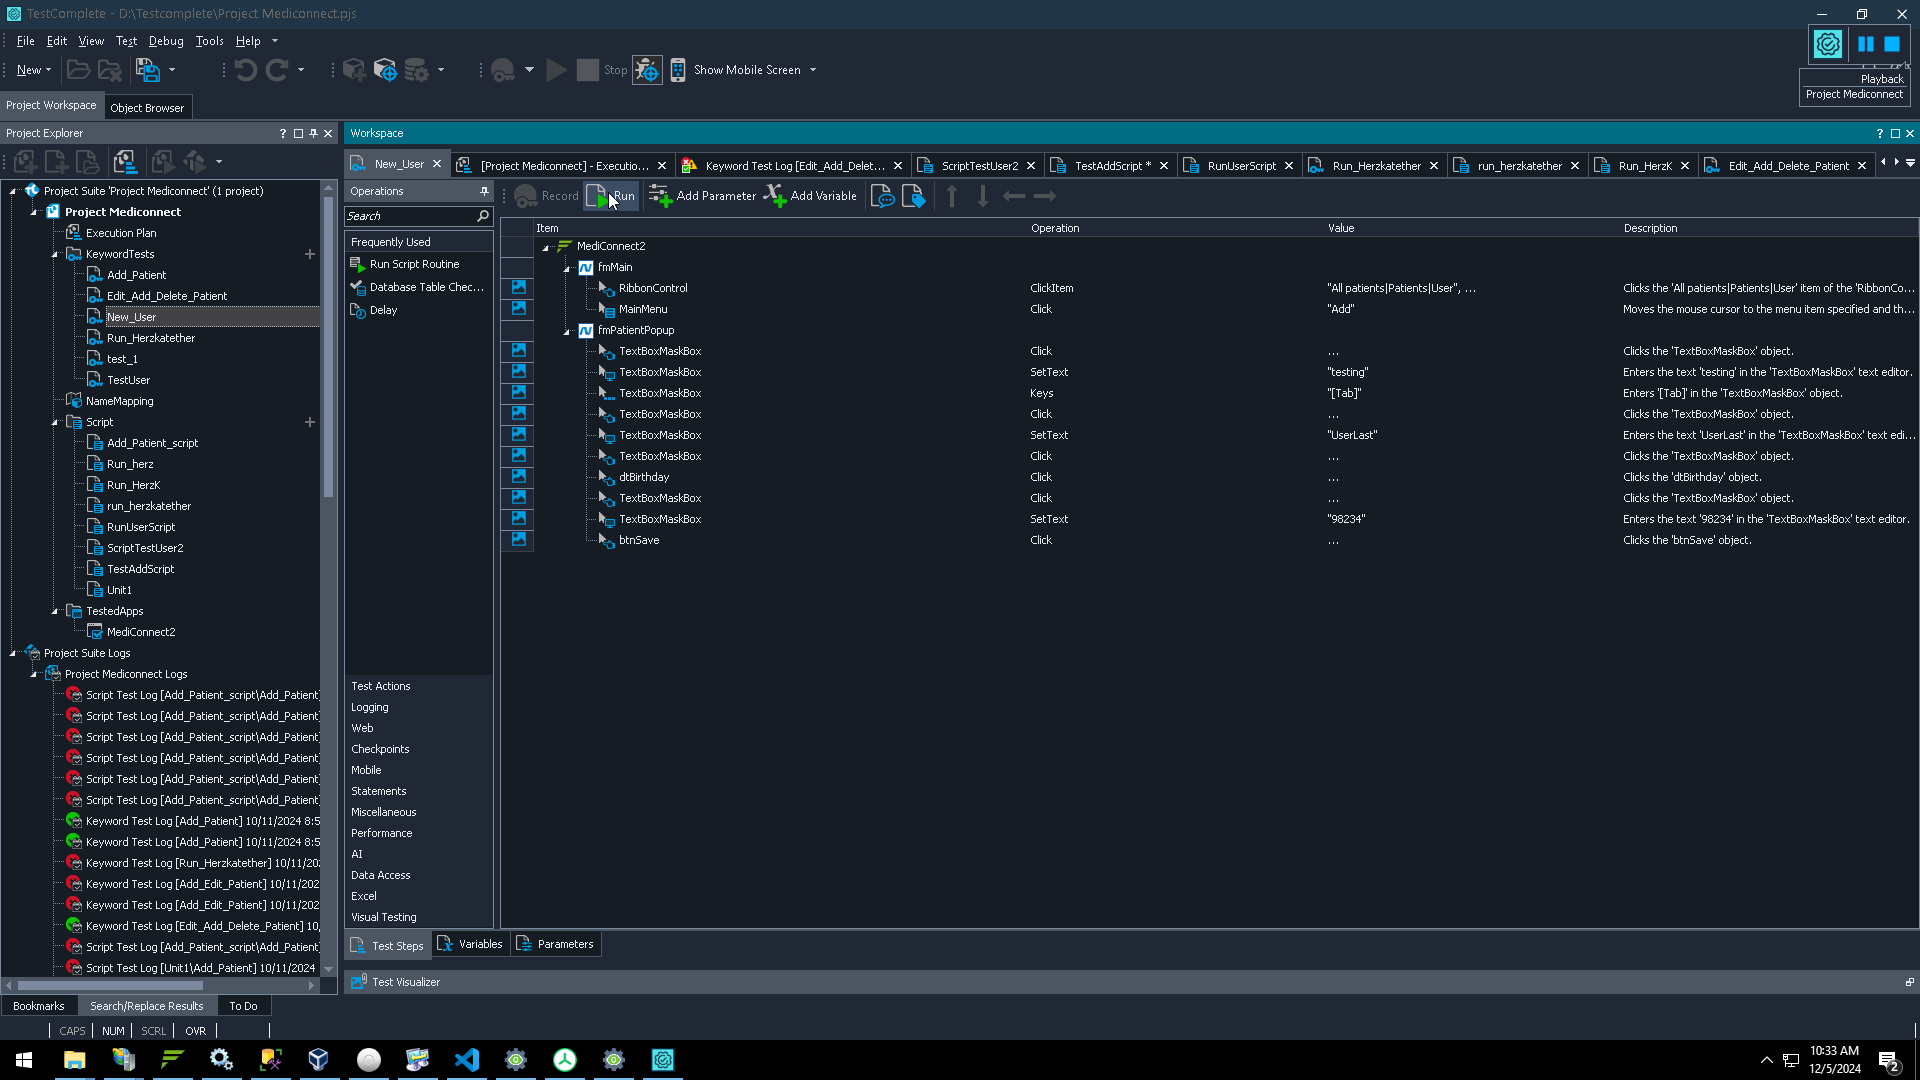 TestComplete - D:\Testcomplete\Project Mediconnect.pjs
File Edit View Test Debug Tools Help
New Stop Show Mobile Screen
Playback
Project Mediconnect
Project Workspace Object Browser
Project Explorer
Project Suite 'Project Mediconnect' (1 project)
Project Mediconnect
Execution Plan
KeywordTests
Add_Patient
Edit_Add_Delete_Patient
New_User
Run_Herzkatether
test_1
TestUser
NameMapping
Script
Add_Patient_script
Run_herz
Run_HerzK
run_herzkatether
RunUserScript
ScriptTestUser2
TestAddScript
Unit1
TestedApps
MediConnect2
Project Suite Logs
Project Mediconnect Logs
Script Test Log [Add_Patient_script\Add_Patient]
Script Test Log [Add_Patient_script\Add_Patient]
Script Test Log [Add_Patient_script\Add_Patient]
Script Test Log [Add_Patient_script\Add_Patient]
Script Test Log [Add_Patient_script\Add_Patient]
Script Test Log [Add_Patient_script\Add_Patient]
Keyword Test Log [Add_Patient] 10/11/2024 8:5
Keyword Test Log [Add_Patient] 10/11/2024 8:5
Keyword Test Log [Run_Herzkatether] 10/11/20
Keyword Test Log [Add_Edit_Patient] 10/11/202
Keyword Test Log [Add_Edit_Patient] 10/11/202
Keyword Test Log [Edit_Add_Delete_Patient] 10,
Script Test Log [Add_Patient_script\Add_Patient]
Script Test Log [Unit1\Add_Patient] 10/11/2024
Workspace
New_User [Project Mediconnect] - Executio... Keyword Test Log [Edit_Add_Delet... ScriptTestUser2 TestAddScript * RunUserScript Run_Herzkatether run_herzkatether Run_HerzK Edit_Add_Delete_Patient
Operations
Search
Frequently Used
Run Script Routine
Database Table Chec...
Delay
Test Actions
Logging
Web
Checkpoints
Mobile
Statements
Miscellaneous
Performance
AI
Data Access
Excel
Visual Testing
Record Run Add Parameter Add Variable
Item Operation Value Description
MediConnect2
fmMain
RibbonControl ClickItem "All patients|Patients|User", ... Clicks the 'All patients|Patients|User' item of the 'RibbonCo...
MainMenu Click "Add" Moves the mouse cursor to the menu item specified and th...
fmPatientPopup
TextBoxMaskBox Click ... Clicks the 'TextBoxMaskBox' object.
TextBoxMaskBox SetText "testing" Enters the text 'testing' in the 'TextBoxMaskBox' text editor.
TextBoxMaskBox Keys "[Tab]" Enters '[Tab]' in the 'TextBoxMaskBox' object.
TextBoxMaskBox Click ... Clicks the 'TextBoxMaskBox' object.
TextBoxMaskBox SetText "UserLast" Enters the text 'UserLast' in the 'TextBoxMaskBox' text edi...
TextBoxMaskBox Click ... Clicks the 'TextBoxMaskBox' object.
dtBirthday Click ... Clicks the 'dtBirthday' object.
TextBoxMaskBox Click ... Clicks the 'TextBoxMaskBox' object.
TextBoxMaskBox SetText "98234" Enters the text '98234' in the 'TextBoxMaskBox' text editor.
btnSave Click ... Clicks the 'btnSave' object.
Test Steps Variables Parameters
Test Visualizer
Bookmarks Search/Replace Results To Do
CAPS NUM SCRL OVR
10:33 AM
12/5/2024
2